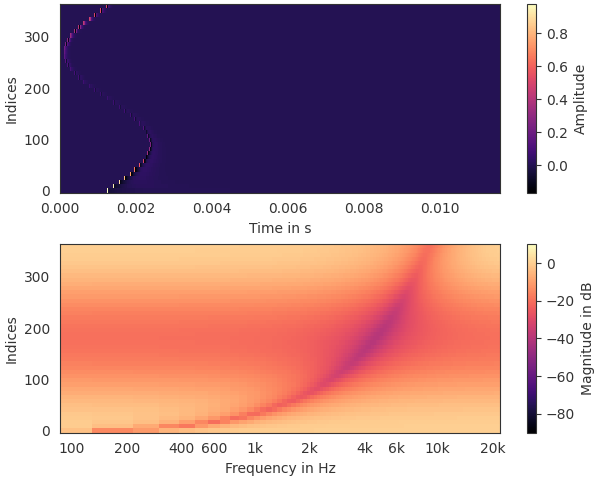 300
200
100
0
Indices
0.000 0.002 0.004 0.006 0.008 0.010
Time in s
0.8
0.6
0.4
0.2
0.0
Amplitude
300
200
100
0
Indices
100 200 400 600 1k 2k 4k 6k 10k 20k
Frequency in Hz
0
−20
−40
−60
−80
Magnitude in dB